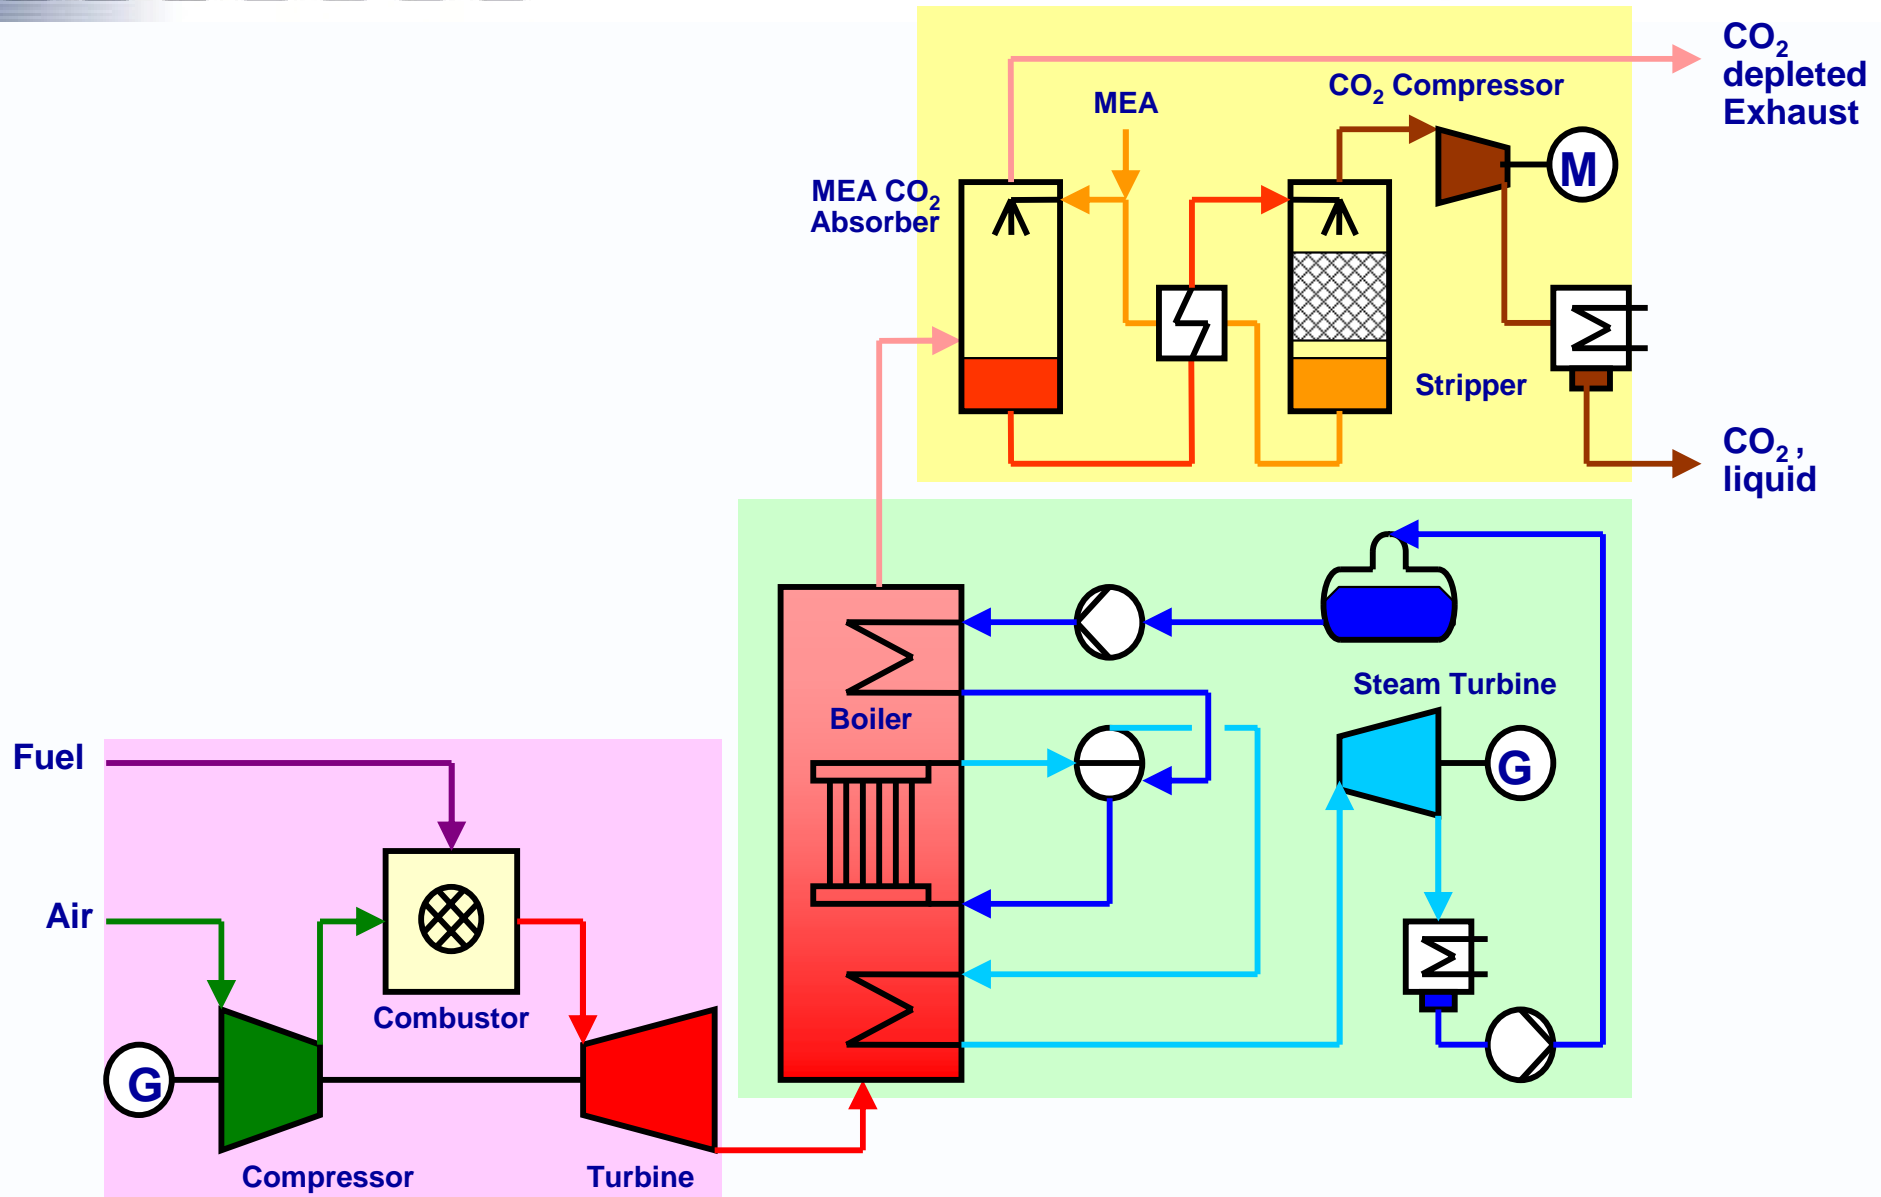 CO₂
depleted
Exhaust
CO₂ Compressor
MEA
M
MEA CO₂
Absorber
Stripper
CO₂ ,
liquid
Steam Turbine
Boiler
Fuel
G
Air
Combustor
G
Compressor
Turbine